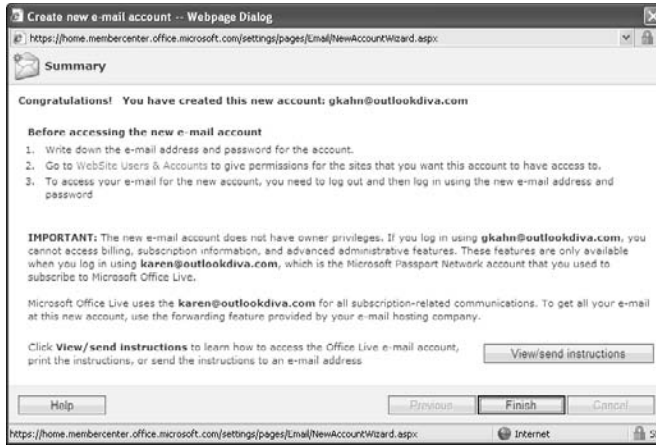 Create new e-mail account -- Webpage Dialog
https://home.membercenter.office.microsoft.com/settings/pages/Email/NewAccountWizard.aspx
Summary
Congratulations! You have created this new account: gkahn@outlookdiva.com
Before accessing the new e-mail account
1. Write down the e-mail address and password for the account.
2. Go to WebSite Users & Accounts to give permissions for the sites that you want this account to have access to.
3. To access your e-mail for the new account, you need to log out and then log in using the new e-mail address and
password
IMPORTANT: The new e-mail account does not have owner privileges. If you log in using gkahn@outlookdiva.com, you
cannot access billing, subscription information, and advanced administrative features. These features are only available
when you log in using karen@outlookdiva.com, which is the Microsoft Passport Network account that you used to
subscribe to Microsoft Office Live.
Microsoft Office Live uses the karen@outlookdiva.com for all subscription-related communications. To get all your e-mail
at this new account, use the forwarding feature provided by your e-mail hosting company.
Click View/send instructions to learn how to access the Office Live e-mail account,
print the instructions, or send the instructions to an e-mail address
View/send instructions
Help
Previous
Finish
Cancel
https://home.membercenter.office.microsoft.com/settings/pages/Email/NewAccountWizard.aspx
Internet